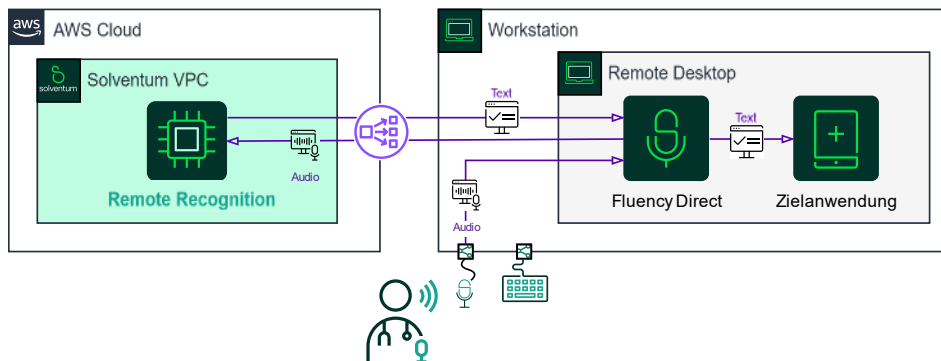 aws
AWS Cloud
Workstation
solventum
Solventum VPC
Remote Desktop
Text
Text
Audio
Remote Recognition
Fluency Direct
Zielanwendung
Audio